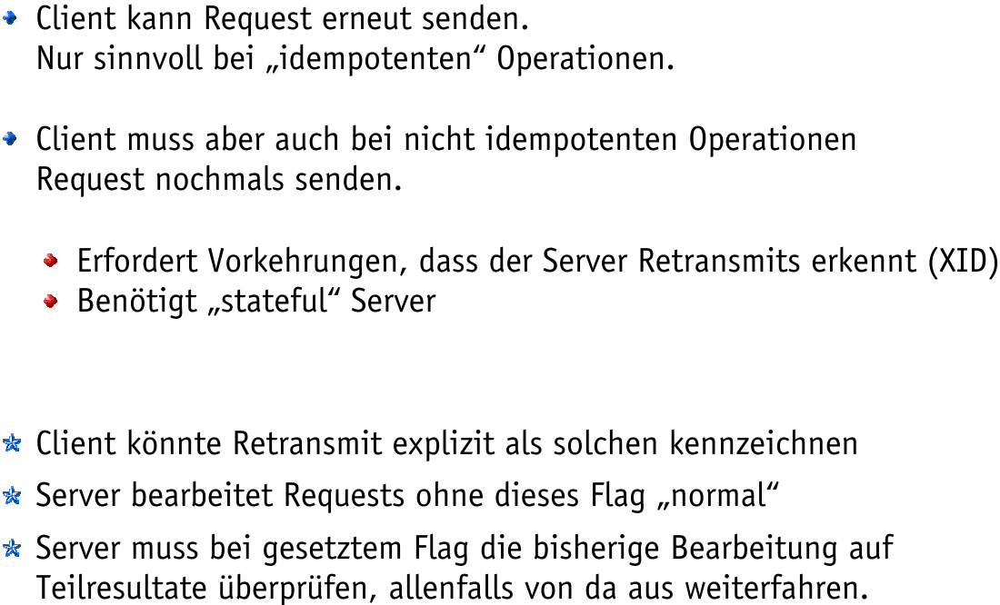 Client kann Request erneut senden.
Nur sinnvoll bei „idempotenten“ Operationen.
Client muss aber auch bei nicht idempotenten Operationen
Request nochmals senden.
Erfordert Vorkehrungen, dass der Server Retransmits erkennt (XID)
Benötigt „stateful“ Server
Client könnte Retransmit explizit als solchen kennzeichnen
Server bearbeitet Requests ohne dieses Flag „normal“
Server muss bei gesetztem Flag die bisherige Bearbeitung auf
Teilresultate überprüfen, allenfalls von da aus weiterfahren.